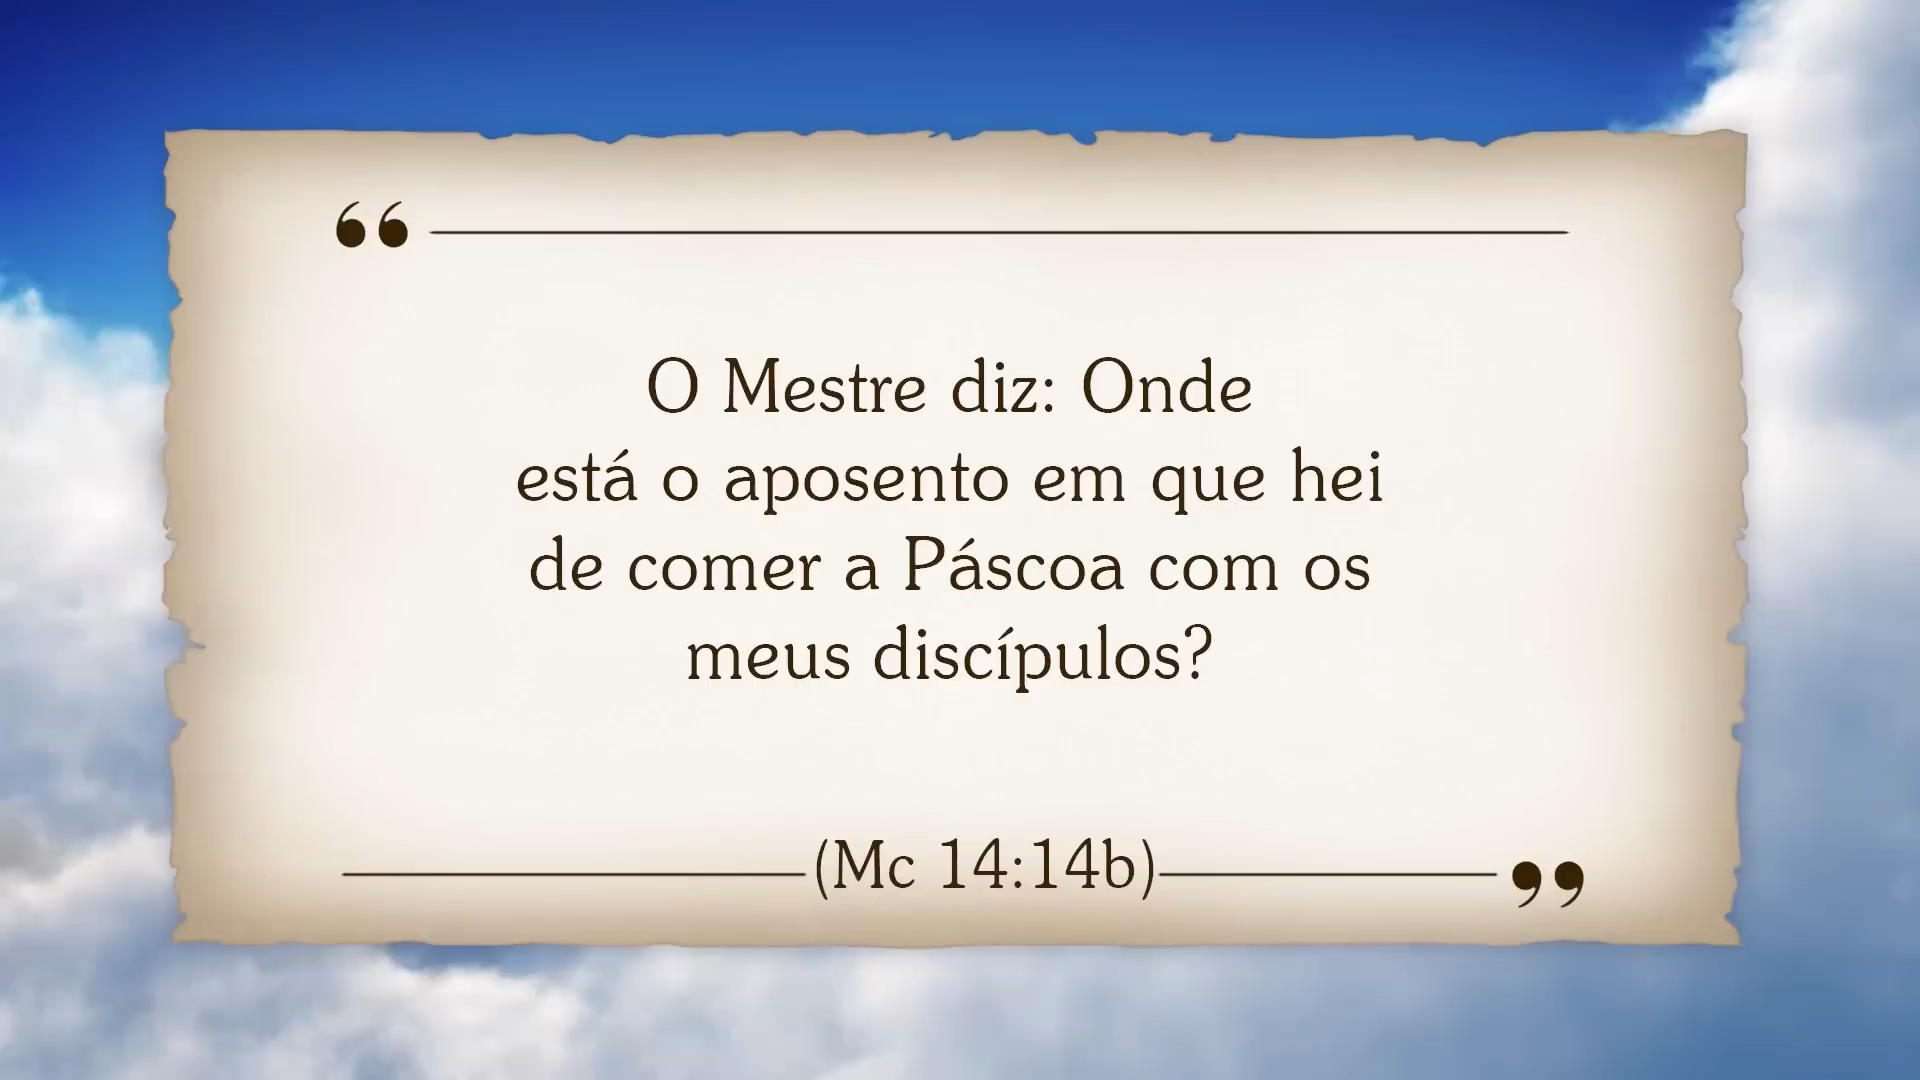 “
O Mestre diz: Onde
está o aposento em que hei
de comer a Páscoa com os
meus discípulos?
(Mc 14:14b)
”